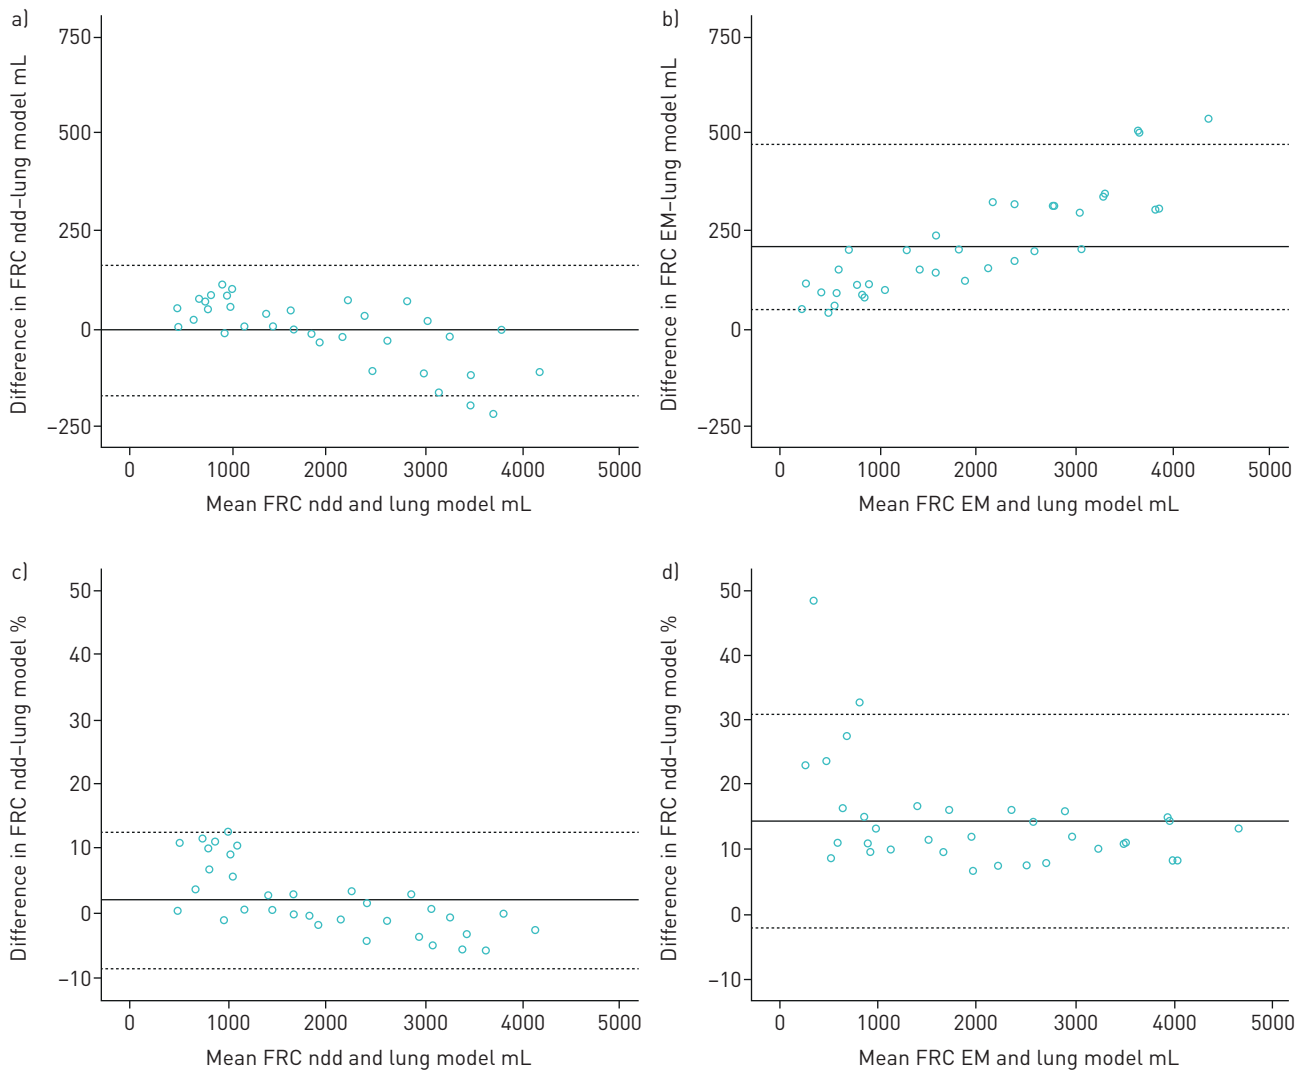 a)
Difference in FRC ndd–lung model mL
750
500
250
0
–250
0 1000 2000 3000 4000 5000
Mean FRC ndd and lung model mL
b)
Difference in FRC EM–lung model mL
750
500
250
0
–250
0 1000 2000 3000 4000 5000
Mean FRC EM and lung model mL
c)
Difference in FRC ndd–lung model %
50
40
30
20
10
0
–10
0 1000 2000 3000 4000 5000
Mean FRC ndd and lung model mL
d)
Difference in FRC ndd–lung model %
50
40
30
20
10
0
–10
0 1000 2000 3000 4000 5000
Mean FRC EM and lung model mL